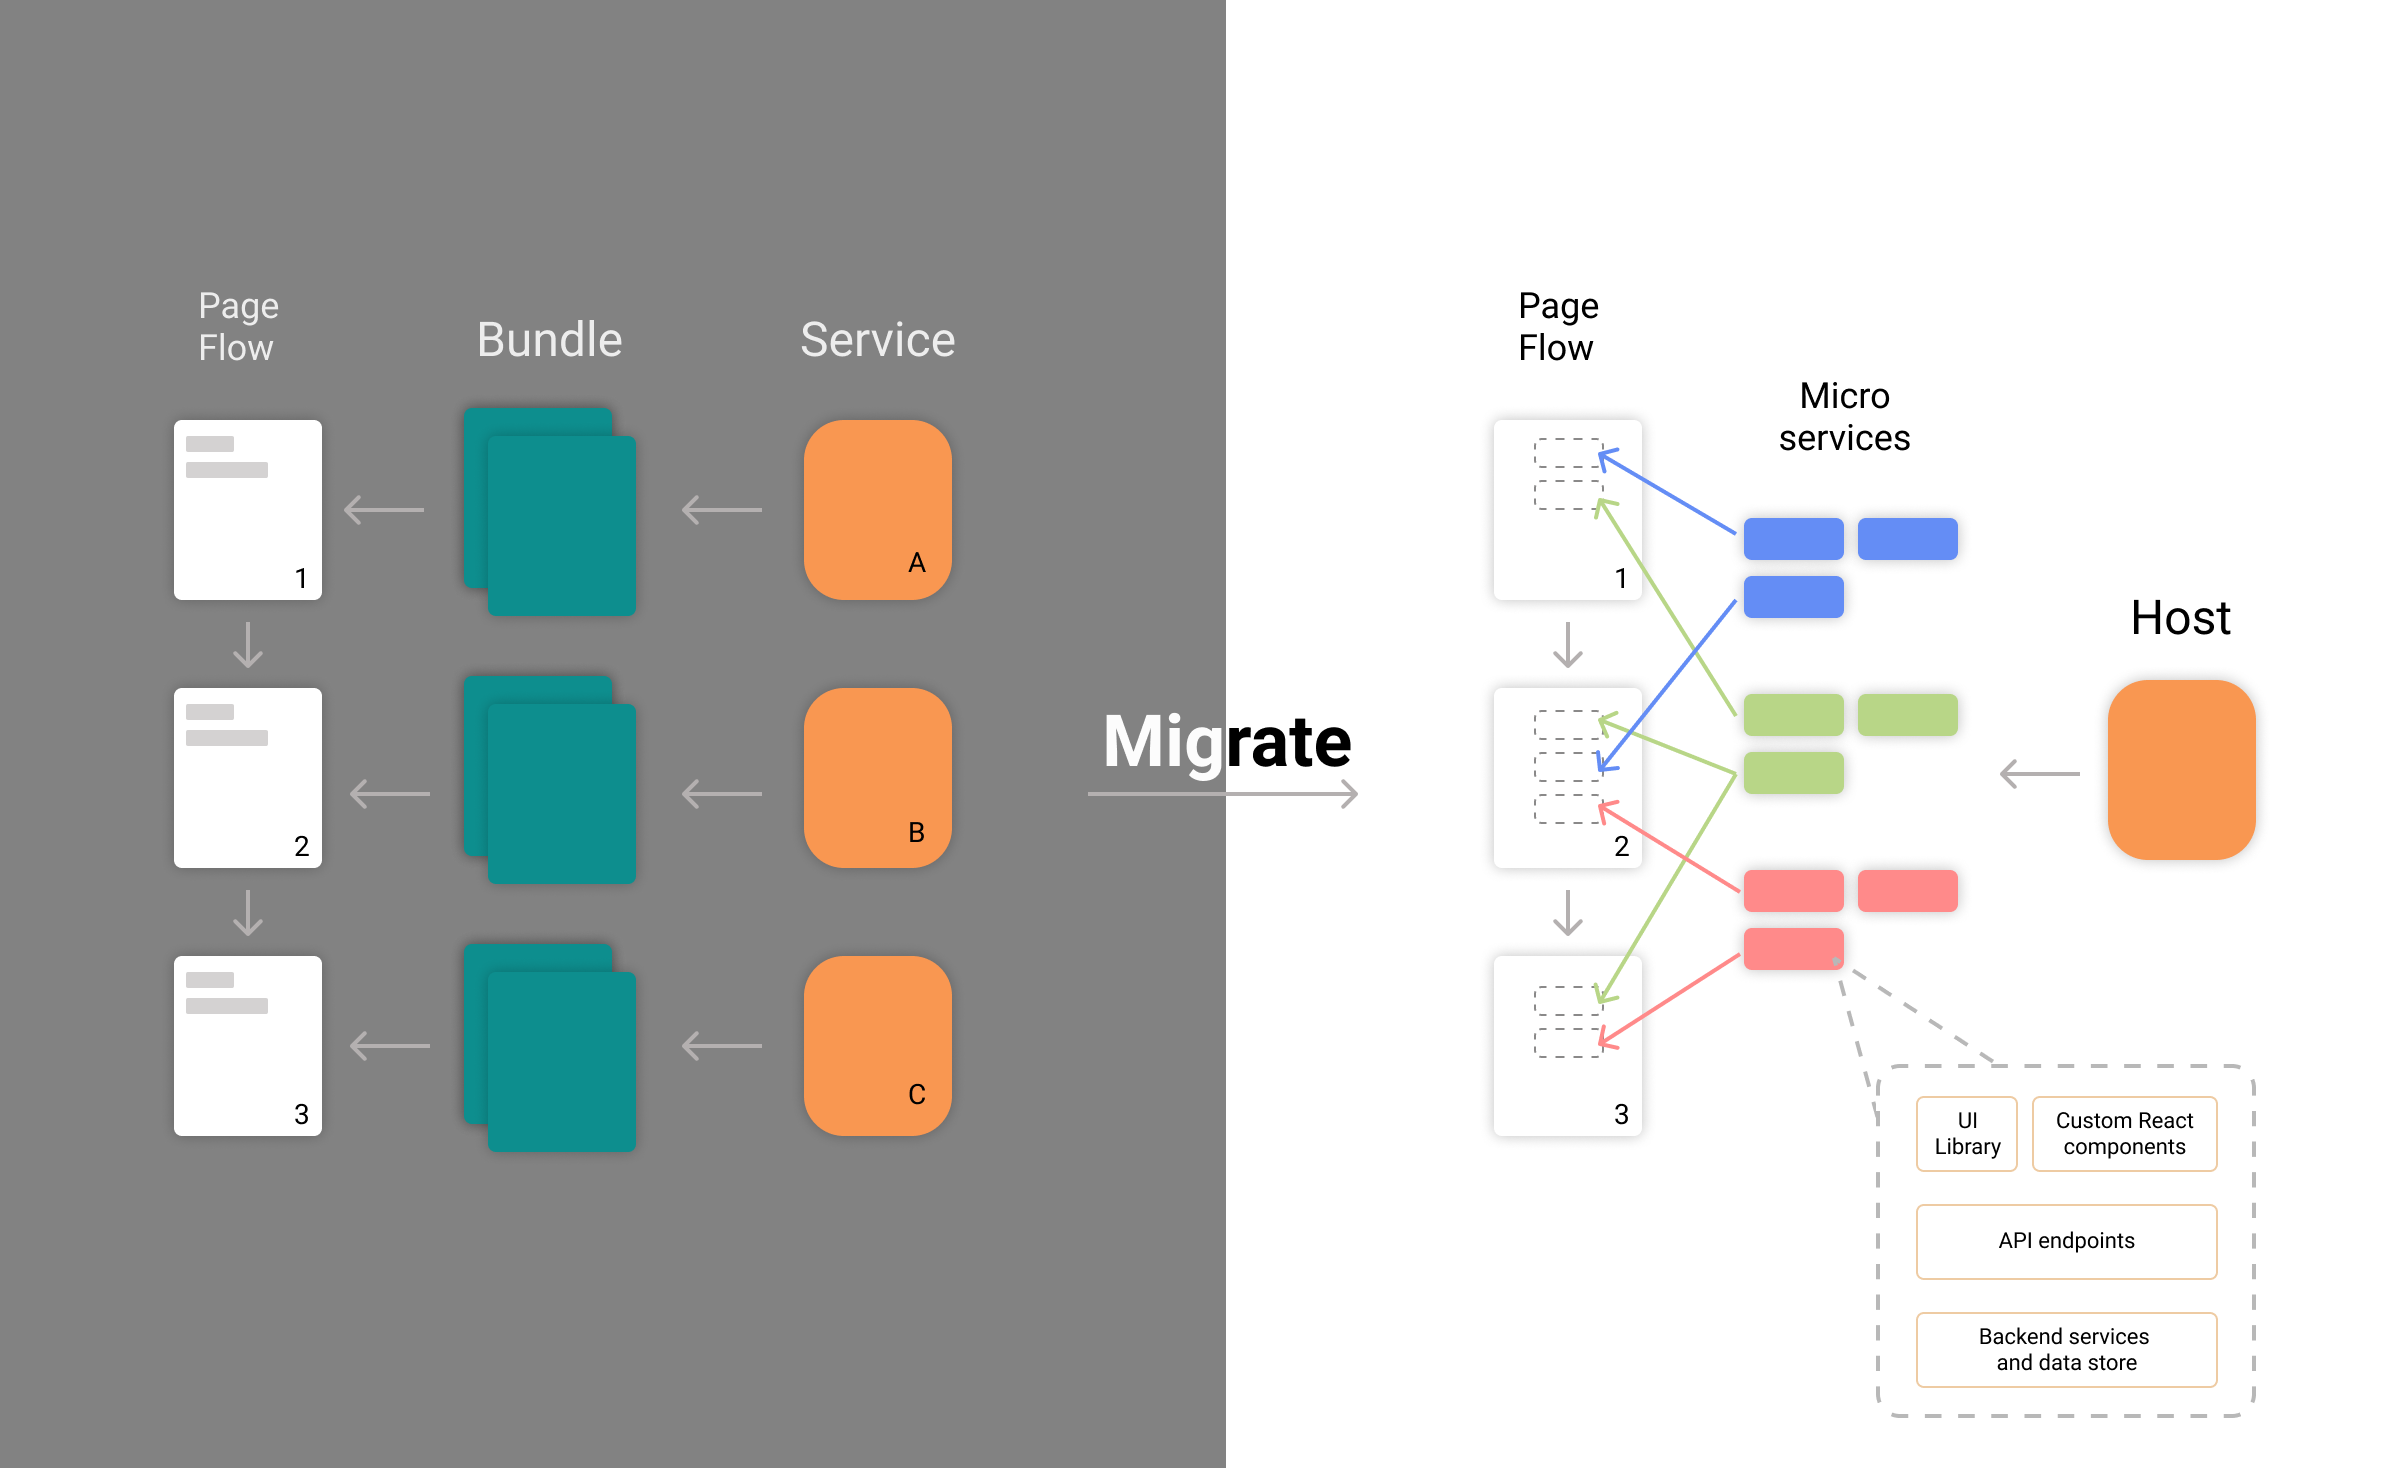 Page
Flow
Bundle
Service
1
A
2
B
3
C
Migrate
Page
Flow
Micro
services
Host
1
2
3
UI
Library
Custom React
components
API endpoints
Backend services
and data store